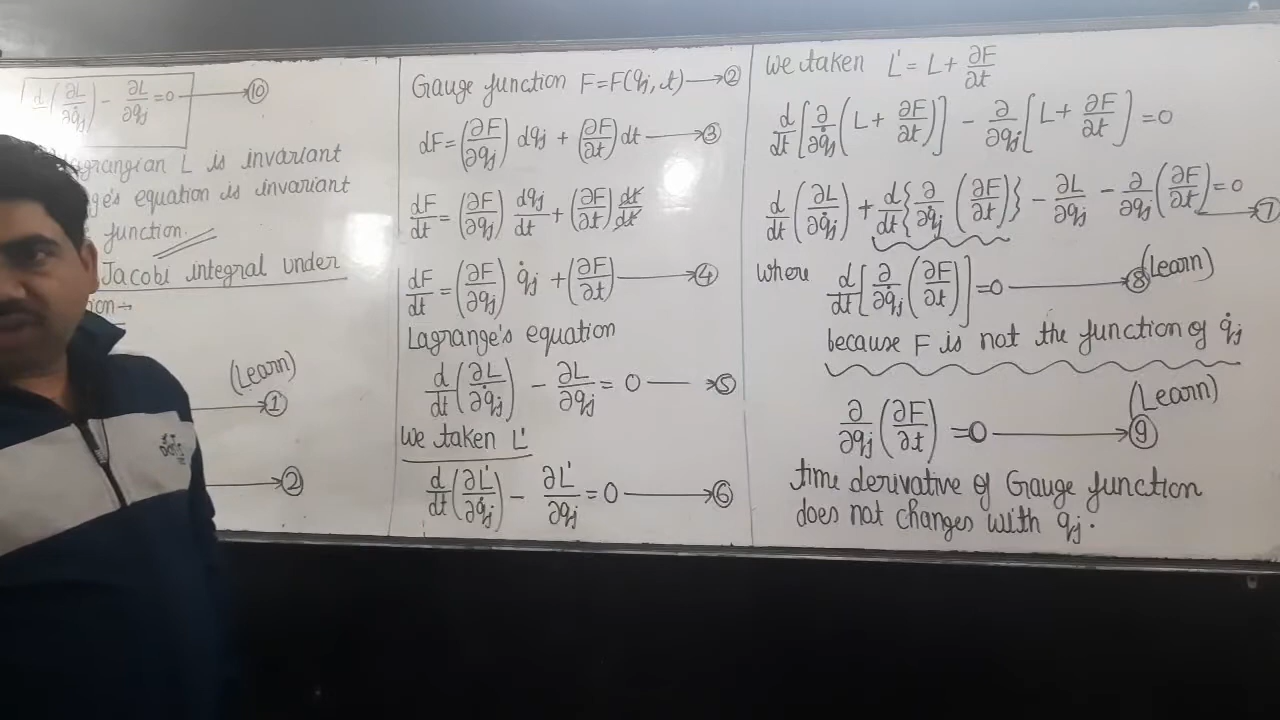 d/dt(∂L/∂q̇j) - ∂L/∂qj = 0 → ⑩
Lagrangian L is invariant
equation is invariant
function.
Jacobi integral under
(Learn)
→ ①
→ ②
Gauge function F=F(qj,t) → ②
dF = (∂F/∂qj) dqj + (∂F/∂t) dt → ③
dF/dt = (∂F/∂qj) dqj/dt + (∂F/∂t) dt/dt
dF/dt = (∂F/∂qj) q̇j + (∂F/∂t) → ④
Lagrange's equation
d/dt(∂L/∂q̇j) - ∂L/∂qj = 0 → ⑤
We taken L'
d/dt(∂L'/∂q̇j) - ∂L'/∂qj = 0 → ⑥
We taken L' = L + ∂F/∂t
d/dt[∂/∂q̇j(L + ∂F/∂t)] - ∂/∂qj[L + ∂F/∂t] = 0
d/dt(∂L/∂q̇j) + d/dt{∂/∂q̇j(∂F/∂t)} - ∂L/∂qj - ∂/∂qj(∂F/∂t) = 0 → ⑦
where d/dt[∂/∂q̇j(∂F/∂t)] = 0 → ⑧ (Learn)
because F is not the function of q̇j
∂/∂qj(∂F/∂t) = 0 → ⑨ (Learn)
time derivative of Gauge function
does not changes with qj.